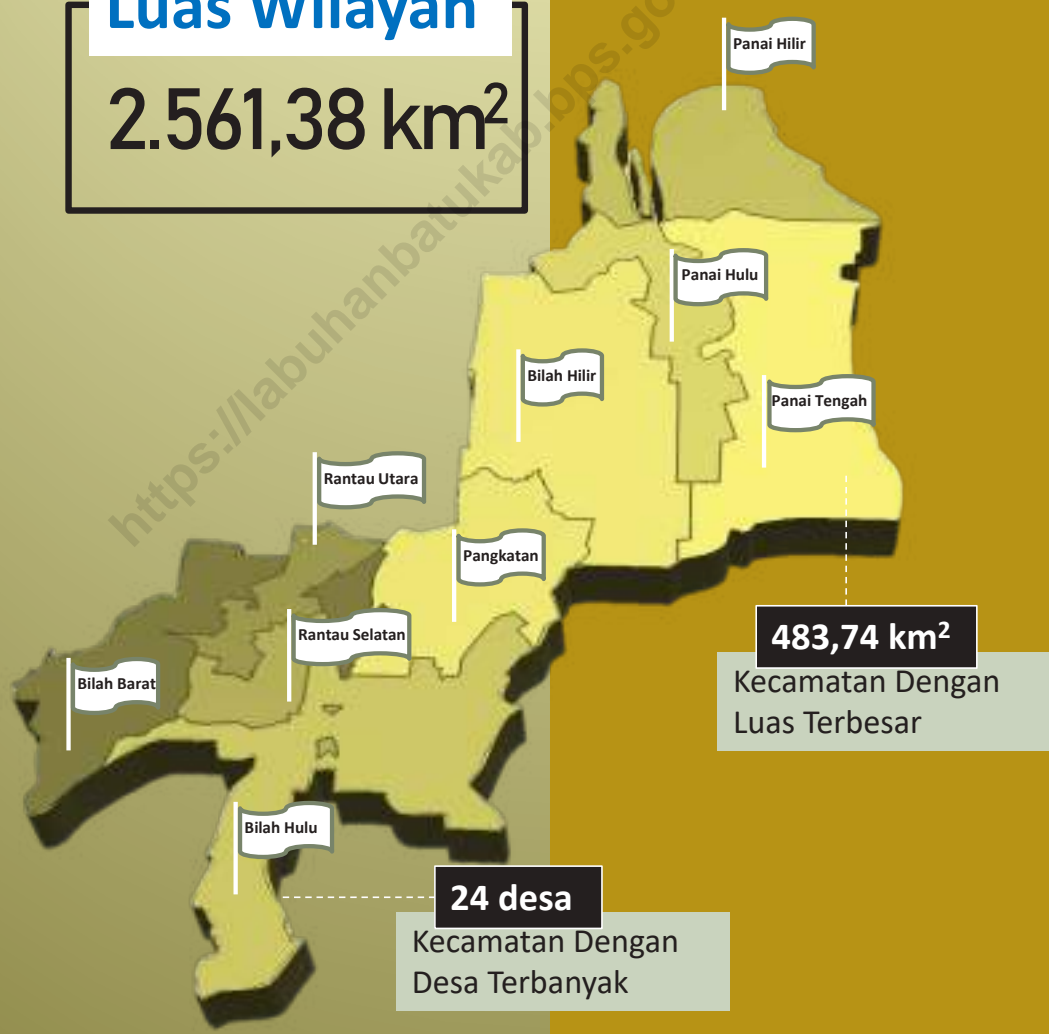 Luas Wilayah
2.561,38 km²
Panai Hilir
Panai Hulu
Bilah Hilir
Panai Tengah
Rantau Utara
Pangkatan
Rantau Selatan
Bilah Barat
483,74 km²
Kecamatan Dengan
Luas Terbesar
Bilah Hulu
24 desa
Kecamatan Dengan
Desa Terbanyak
https://labuhanbatukab.bps.go